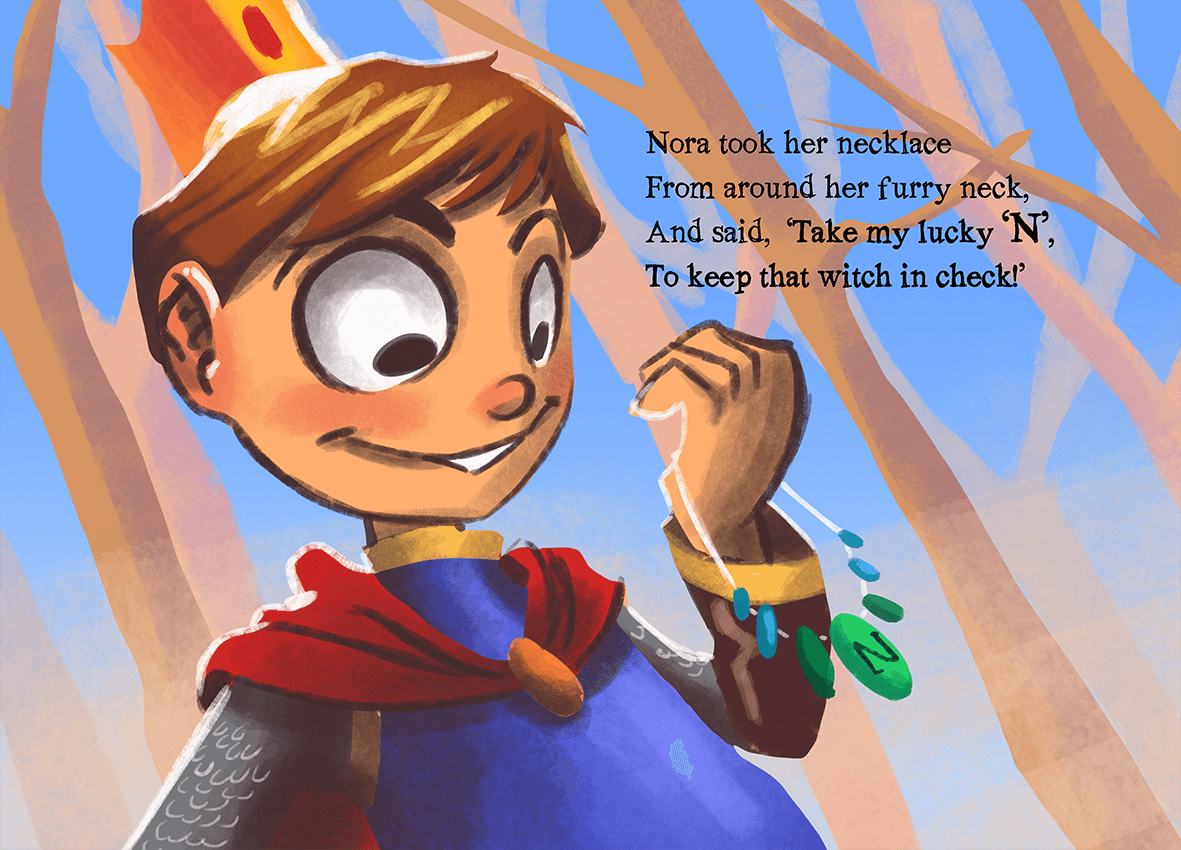 Nora took her necklace
From around her furry neck,
And said, ‘Take my lucky ‘N’,
To keep that witch in check!’
N